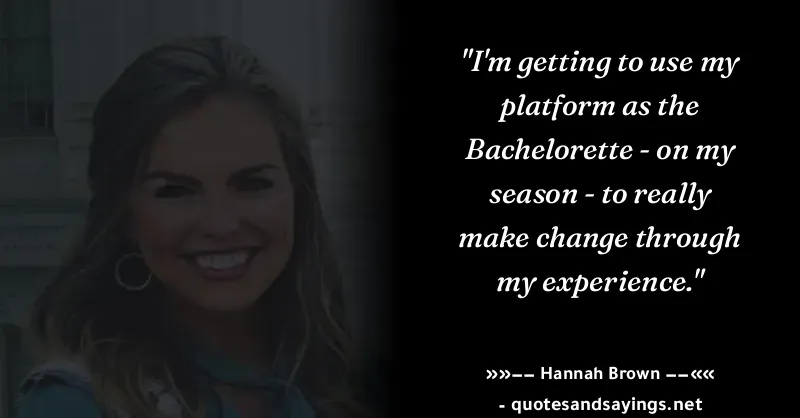 "I'm getting to use my
platform as the
Bachelorette - on my
season - to really
make change through
my experience."
»»−− Hannah Brown −−««
- quotesandsayings.net